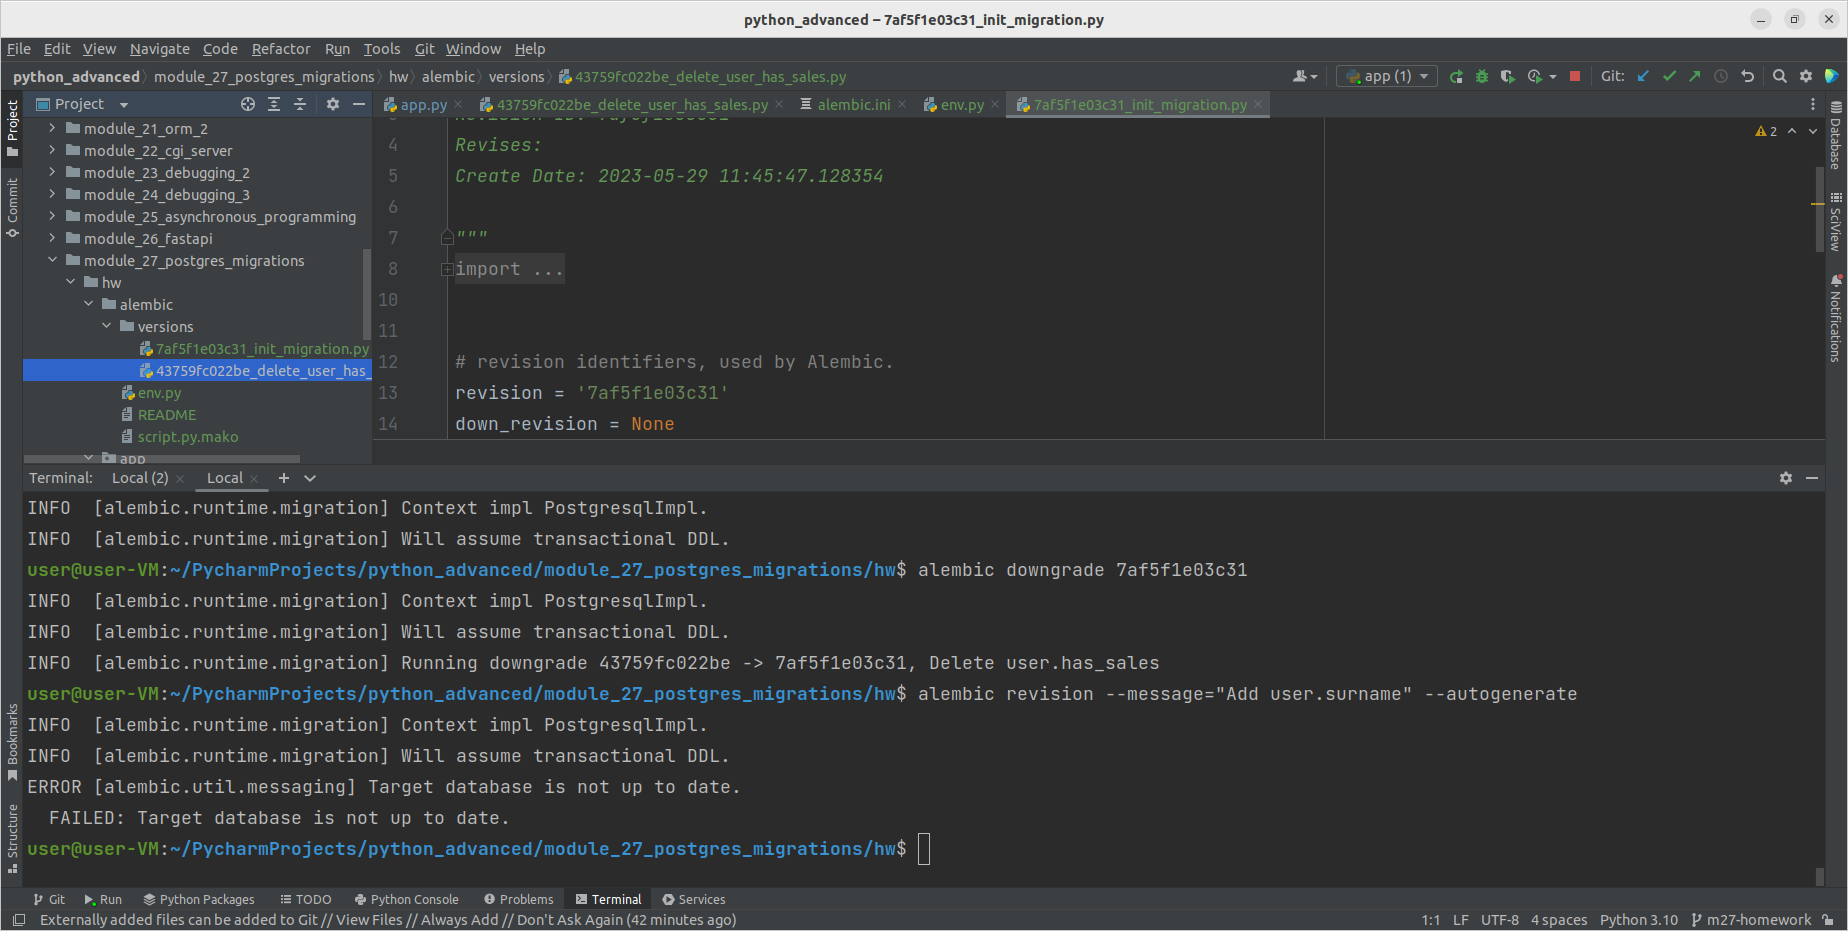 python_advanced – 7af5f1e03c31_init_migration.py
File Edit View Navigate Code Refactor Run Tools Git Window Help
python_advanced module_27_postgres_migrations hw alembic versions 43759fc022be_delete_user_has_sales.py app (1) Git:
Project
Project
Commit
Bookmarks
Structure
module_21_orm_2
module_22_cgi_server
module_23_debugging_2
module_24_debugging_3
module_25_asynchronous_programming
module_26_fastapi
module_27_postgres_migrations
hw
alembic
versions
7af5f1e03c31_init_migration.py
43759fc022be_delete_user_has_
env.py
README
script.py.mako
app
app.py 43759fc022be_delete_user_has_sales.py alembic.ini env.py 7af5f1e03c31_init_migration.py
2
4 Revises:
5 Create Date: 2023-05-29 11:45:47.128354
6
7 """
8 import ...
10
11
12 # revision identifiers, used by Alembic.
13 revision = '7af5f1e03c31'
14 down_revision = None
Database
SciView
Notifications
Terminal: Local (2) Local
INFO [alembic.runtime.migration] Context impl PostgresqlImpl.
INFO [alembic.runtime.migration] Will assume transactional DDL.
user@user-VM:~/PycharmProjects/python_advanced/module_27_postgres_migrations/hw$ alembic downgrade 7af5f1e03c31
INFO [alembic.runtime.migration] Context impl PostgresqlImpl.
INFO [alembic.runtime.migration] Will assume transactional DDL.
INFO [alembic.runtime.migration] Running downgrade 43759fc022be -> 7af5f1e03c31, Delete user.has_sales
user@user-VM:~/PycharmProjects/python_advanced/module_27_postgres_migrations/hw$ alembic revision --message="Add user.surname" --autogenerate
INFO [alembic.runtime.migration] Context impl PostgresqlImpl.
INFO [alembic.runtime.migration] Will assume transactional DDL.
ERROR [alembic.util.messaging] Target database is not up to date.
FAILED: Target database is not up to date.
user@user-VM:~/PycharmProjects/python_advanced/module_27_postgres_migrations/hw$
Git Run Python Packages TODO Python Console Problems Terminal Services
Externally added files can be added to Git // View Files // Always Add // Don't Ask Again (42 minutes ago) 1:1 LF UTF-8 4 spaces Python 3.10 m27-homework